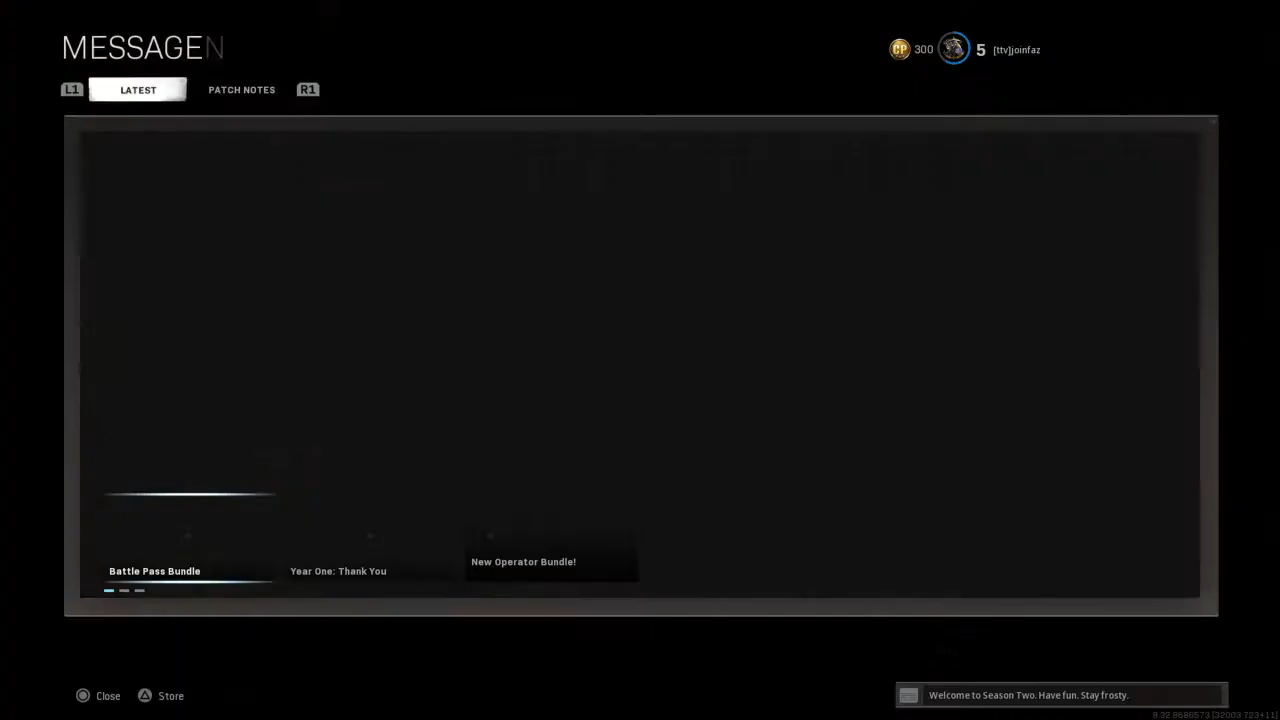 MESSAGEN
CP 300 5 [ttv]joinfaz
L1 LATEST PATCH NOTES R1
New Operator Bundle!
Battle Pass Bundle Year One: Thank You
Close Store
Welcome to Season Two. Have fun. Stay frosty.